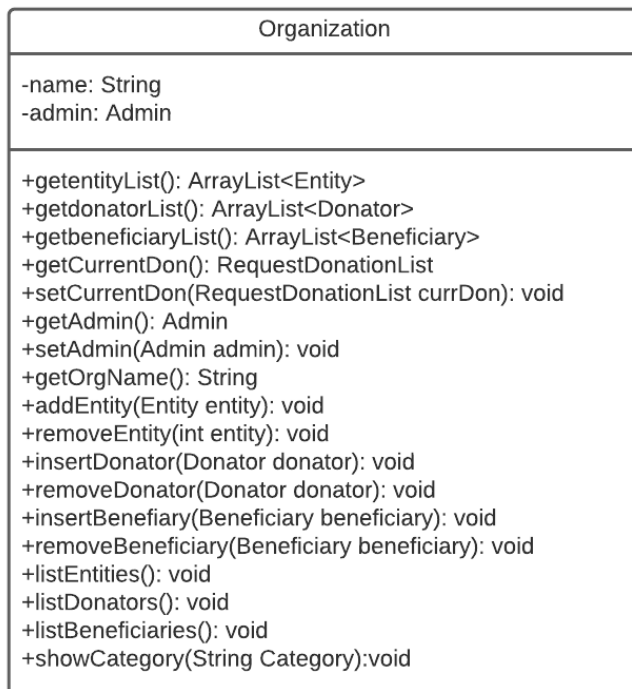 Organization
-name: String
-admin: Admin
+getentityList(): ArrayList<Entity>
+getdonatorList(): ArrayList<Donator>
+getbeneficiaryList(): ArrayList<Beneficiary>
+getCurrentDon(): RequestDonationList
+setCurrentDon(RequestDonationList currDon): void
+getAdmin(): Admin
+setAdmin(Admin admin): void
+getOrgName(): String
+addEntity(Entity entity): void
+removeEntity(int entity): void
+insertDonator(Donator donator): void
+removeDonator(Donator donator): void
+insertBenefiary(Beneficiary beneficiary): void
+removeBeneficiary(Beneficiary beneficiary): void
+listEntities(): void
+listDonators(): void
+listBeneficiaries(): void
+showCategory(String Category):void